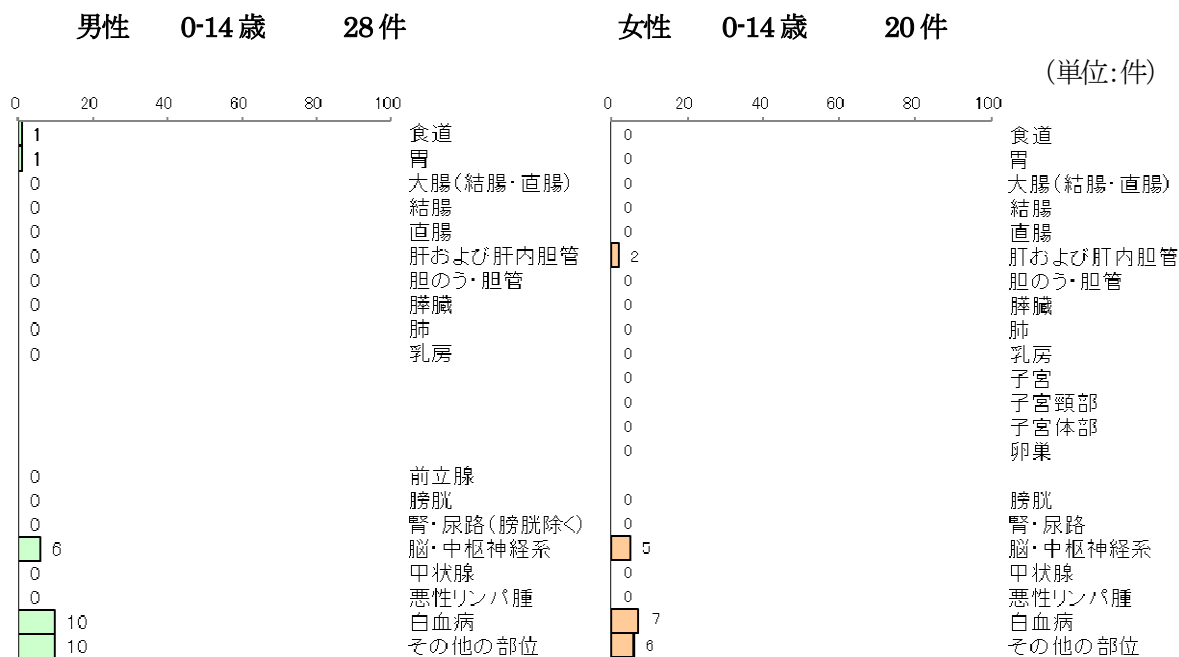 男性 0-14歳 28件
女性 0-14歳 20件
(単位:件)
0 20 40 60 80 100
1 食道
1 胃
0 大腸(結腸・直腸)
0 結腸
0 直腸
0 肝および肝内胆管
0 胆のう・胆管
0 膵臓
0 肺
0 乳房
0 前立腺
0 膀胱
0 腎・尿路(膀胱除く)
6 脳・中枢神経系
0 甲状腺
0 悪性リンパ腫
10 白血病
10 その他の部位
0 20 40 60 80 100
0 食道
0 胃
0 大腸(結腸・直腸)
0 結腸
0 直腸
2 肝および肝内胆管
0 胆のう・胆管
0 膵臓
0 肺
0 乳房
0 子宮
0 子宮頸部
0 子宮体部
0 卵巣
0 膀胱
0 腎・尿路
5 脳・中枢神経系
0 甲状腺
0 悪性リンパ腫
7 白血病
6 その他の部位